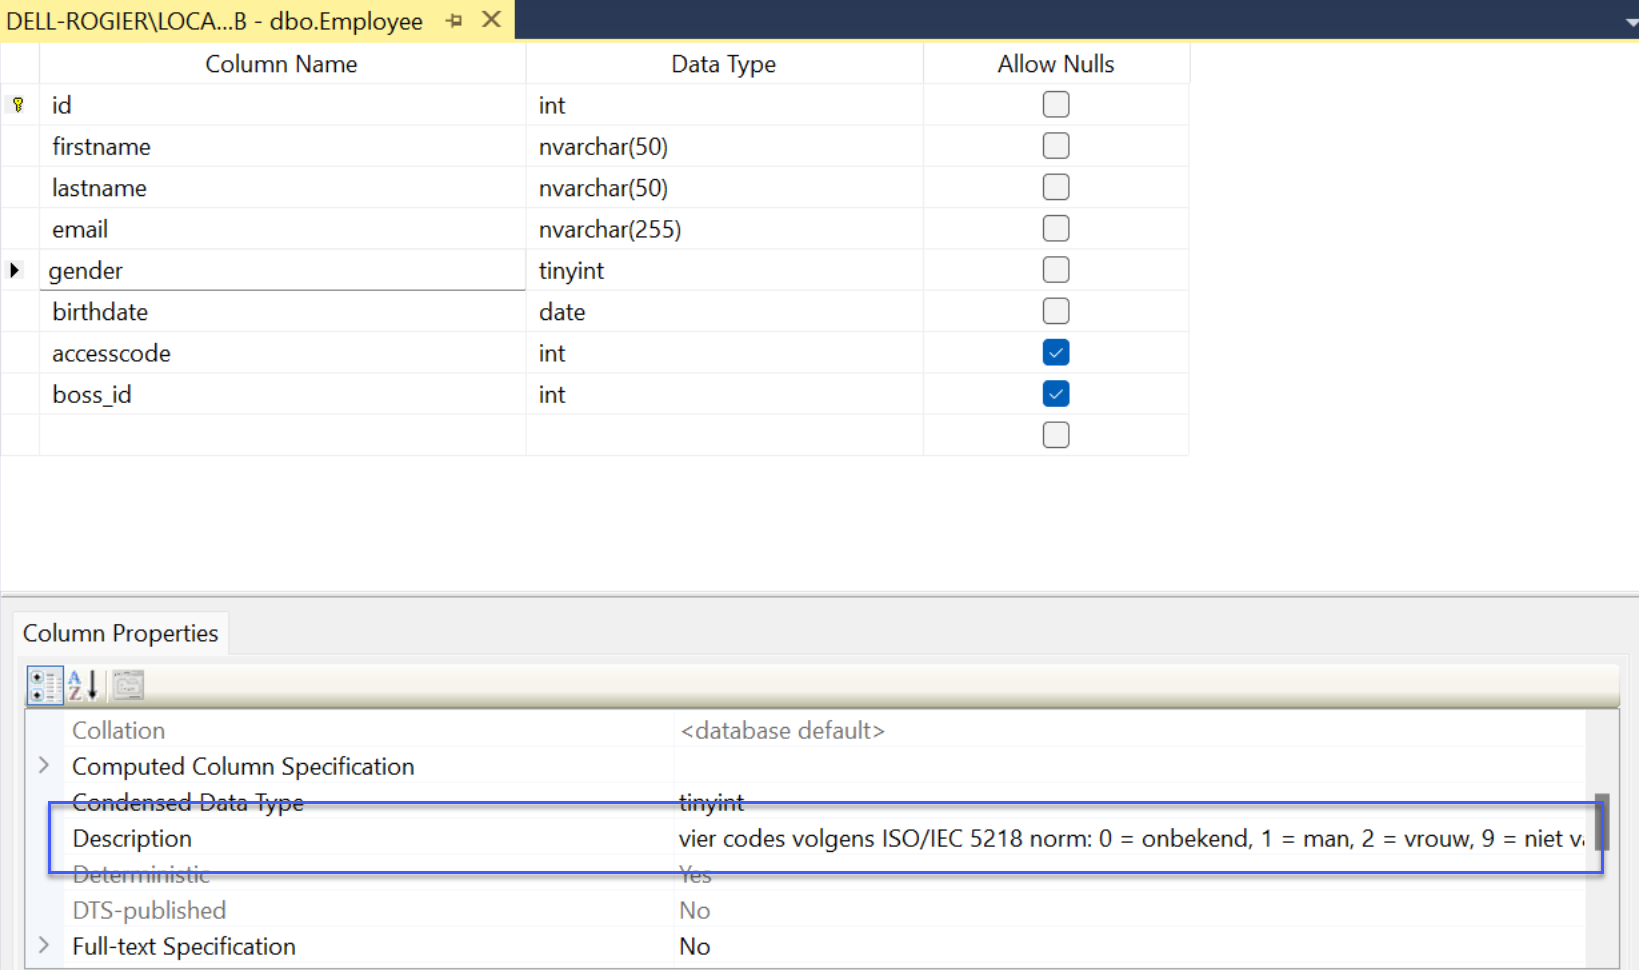 DELL-ROGIER\LOCA...B - dbo.Employee
Column Name Data Type Allow Nulls
id int
firstname nvarchar(50)
lastname nvarchar(50)
email nvarchar(255)
gender tinyint
birthdate date
accesscode int
boss_id int
Column Properties
Collation <database default>
Computed Column Specification
Condensed Data Type tinyint
Description vier codes volgens ISO/IEC 5218 norm: 0 = onbekend, 1 = man, 2 = vrouw, 9 = niet
Deterministic Yes
DTS-published No
Full-text Specification No